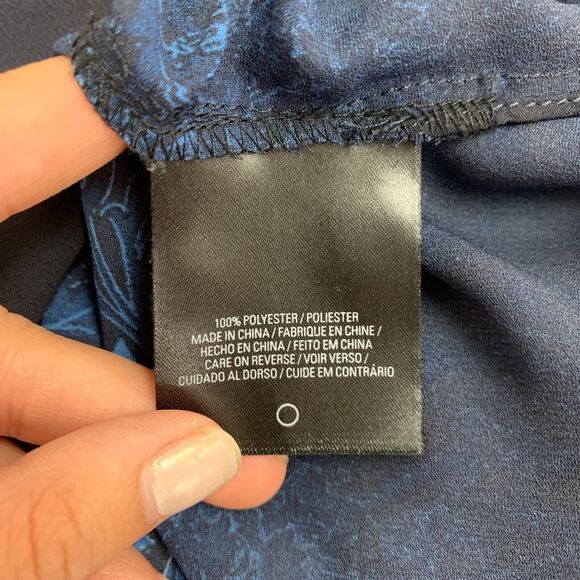 100% POLYESTER / POLIESTER
MADE IN CHINA / FABRIQUE EN CHINE /
HECHO EN CHINA / FEITO EM CHINA
CARE ON REVERSE / VOIR VERSO /
CUIDADO AL DORSO / CUIDE EM CONTRÁRIO